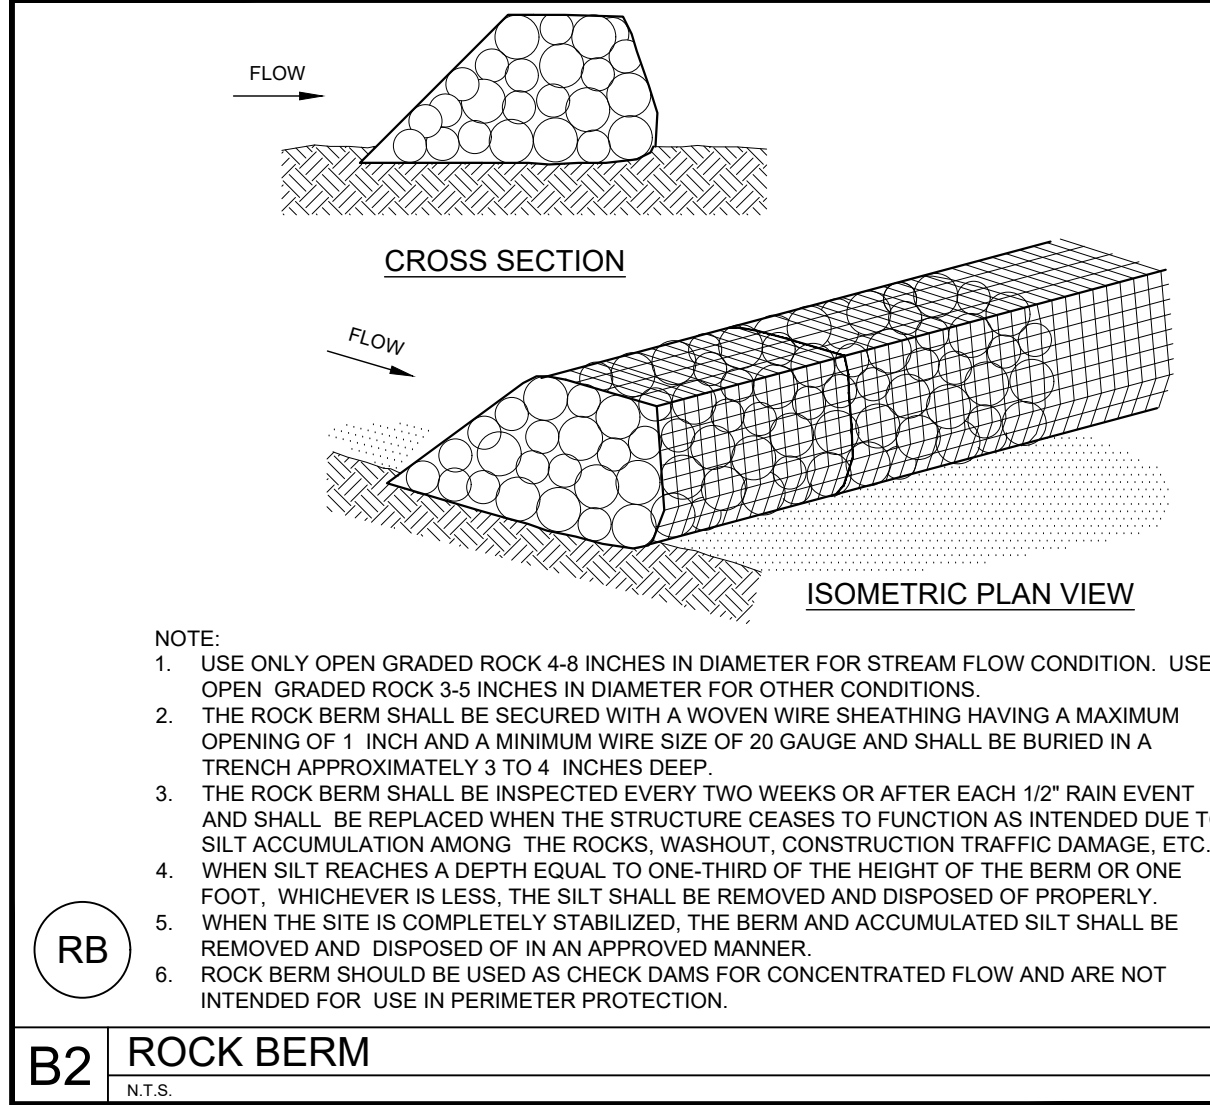 FLOW
CROSS SECTION
FLOW
ISOMETRIC PLAN VIEW
NOTE:
1. USE ONLY OPEN GRADED ROCK 4-8 INCHES IN DIAMETER FOR STREAM FLOW CONDITION. USE
OPEN GRADED ROCK 3-5 INCHES IN DIAMETER FOR OTHER CONDITIONS.
2. THE ROCK BERM SHALL BE SECURED WITH A WOVEN WIRE SHEATHING HAVING A MAXIMUM
OPENING OF 1 INCH AND A MINIMUM WIRE SIZE OF 20 GAUGE AND SHALL BE BURIED IN A
TRENCH APPROXIMATELY 3 TO 4 INCHES DEEP.
3. THE ROCK BERM SHALL BE INSPECTED EVERY TWO WEEKS OR AFTER EACH 1/2" RAIN EVENT
AND SHALL BE REPLACED WHEN THE STRUCTURE CEASES TO FUNCTION AS INTENDED DUE TO
SILT ACCUMULATION AMONG THE ROCKS, WASHOUT, CONSTRUCTION TRAFFIC DAMAGE, ETC.
4. WHEN SILT REACHES A DEPTH EQUAL TO ONE-THIRD OF THE HEIGHT OF THE BERM OR ONE
FOOT, WHICHEVER IS LESS, THE SILT SHALL BE REMOVED AND DISPOSED OF PROPERLY.
5. WHEN THE SITE IS COMPLETELY STABILIZED, THE BERM AND ACCUMULATED SILT SHALL BE
REMOVED AND DISPOSED OF IN AN APPROVED MANNER.
6. ROCK BERM SHOULD BE USED AS CHECK DAMS FOR CONCENTRATED FLOW AND ARE NOT
INTENDED FOR USE IN PERIMETER PROTECTION.
RB
B2 ROCK BERM
N.T.S.